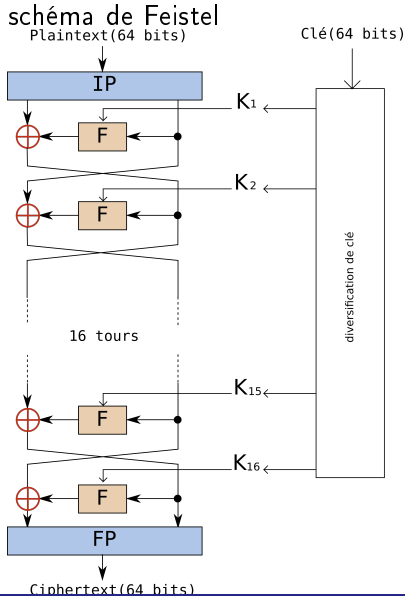 schéma de Feistel
Plaintext(64 bits)
Clé(64 bits)
IP
K1
F
K2
F
diversification de clé
16 tours
K15
F
K16
F
FP
Ciphertext(64 bits)